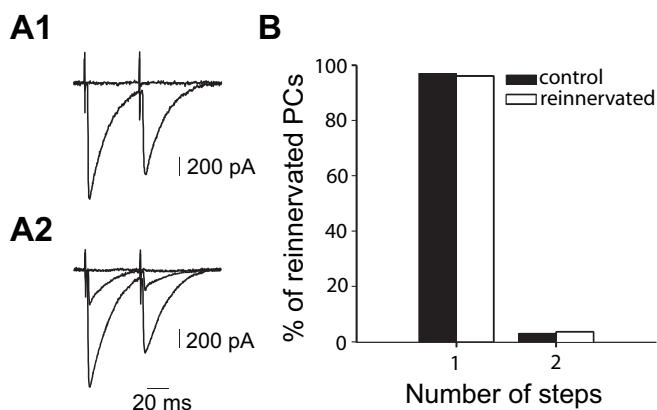 A1
200 pA
A2
200 pA
20 ms
B
% of reinnervated PCs
100
80
60
40
20
0
control
reinnervated
1
2
Number of steps